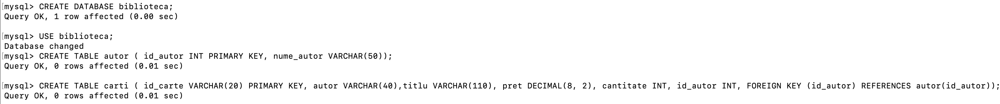 [mysql> CREATE DATABASE biblioteca;
Query OK, 1 row affected (0.00 sec)
[mysql> USE biblioteca;
Database changed
[mysql> CREATE TABLE autor ( id_autor INT PRIMARY KEY, nume_autor VARCHAR(50));
Query OK, 0 rows affected (0.01 sec)
[mysql> CREATE TABLE carti ( id_carte VARCHAR(20) PRIMARY KEY, autor VARCHAR(40),titlu VARCHAR(110), pret DECIMAL(8, 2), cantitate INT, id_autor INT, FOREIGN KEY (id_autor) REFERENCES autor(id_autor));
Query OK, 0 rows affected (0.01 sec)